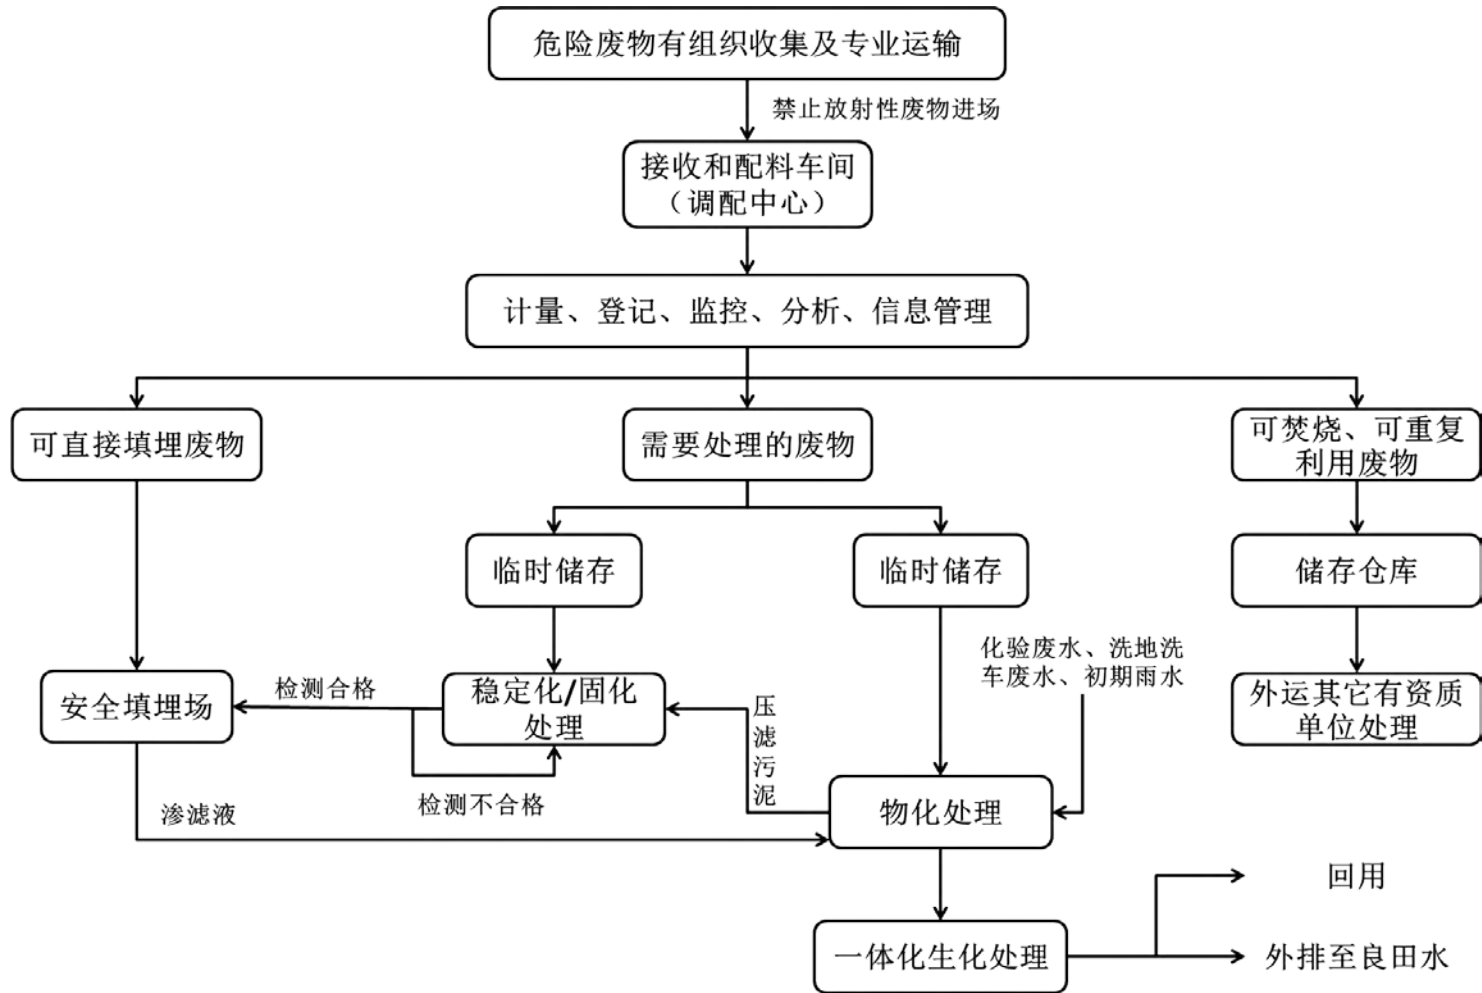 危险废物有组织收集及专业运输
禁止放射性废物进场
接收和配料车间
（调配中心）
计量、登记、监控、分析、信息管理
可直接填埋废物
需要处理的废物
可焚烧、可重复
利用废物
临时储存
临时储存
储存仓库
化验废水、洗地洗
车废水、初期雨水
安全填埋场
检测合格
稳定化/固化
处理
压
滤
污
泥
外运其它有资质
单位处理
检测不合格
渗滤液
物化处理
回用
一体化生化处理
外排至良田水